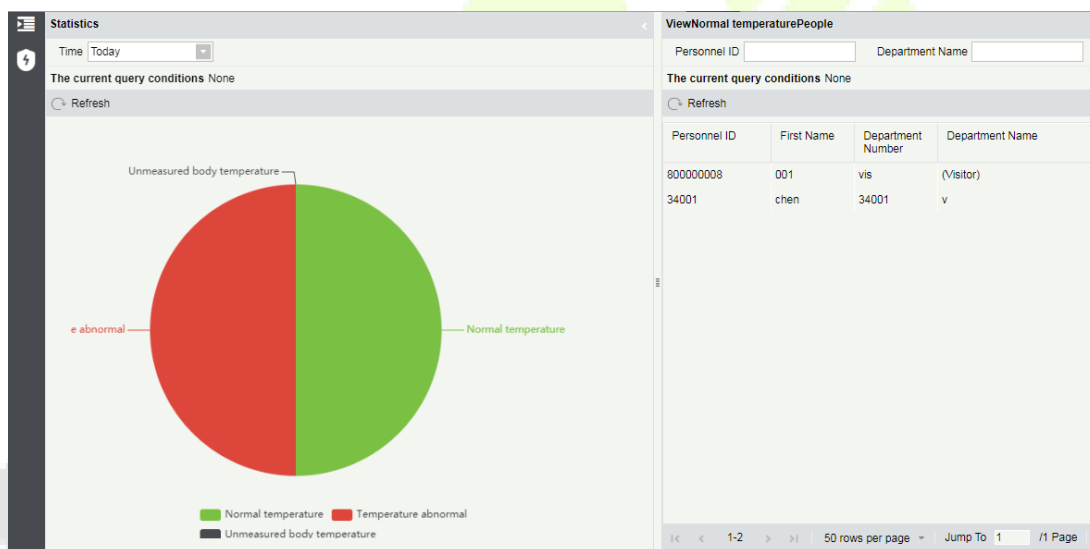 Statistics
Time Today
The current query conditions None
Refresh
Unmeasured body temperature
e abnormal
Normal temperature
Normal temperature Temperature abnormal
Unmeasured body temperature
ViewNormal temperaturePeople
Personnel ID Department Name
The current query conditions None
Refresh
Personnel ID First Name Department Number Department Name
800000008 001 vis (Visitor)
34001 chen 34001 v
1-2 50 rows per page Jump To 1 /1 Page